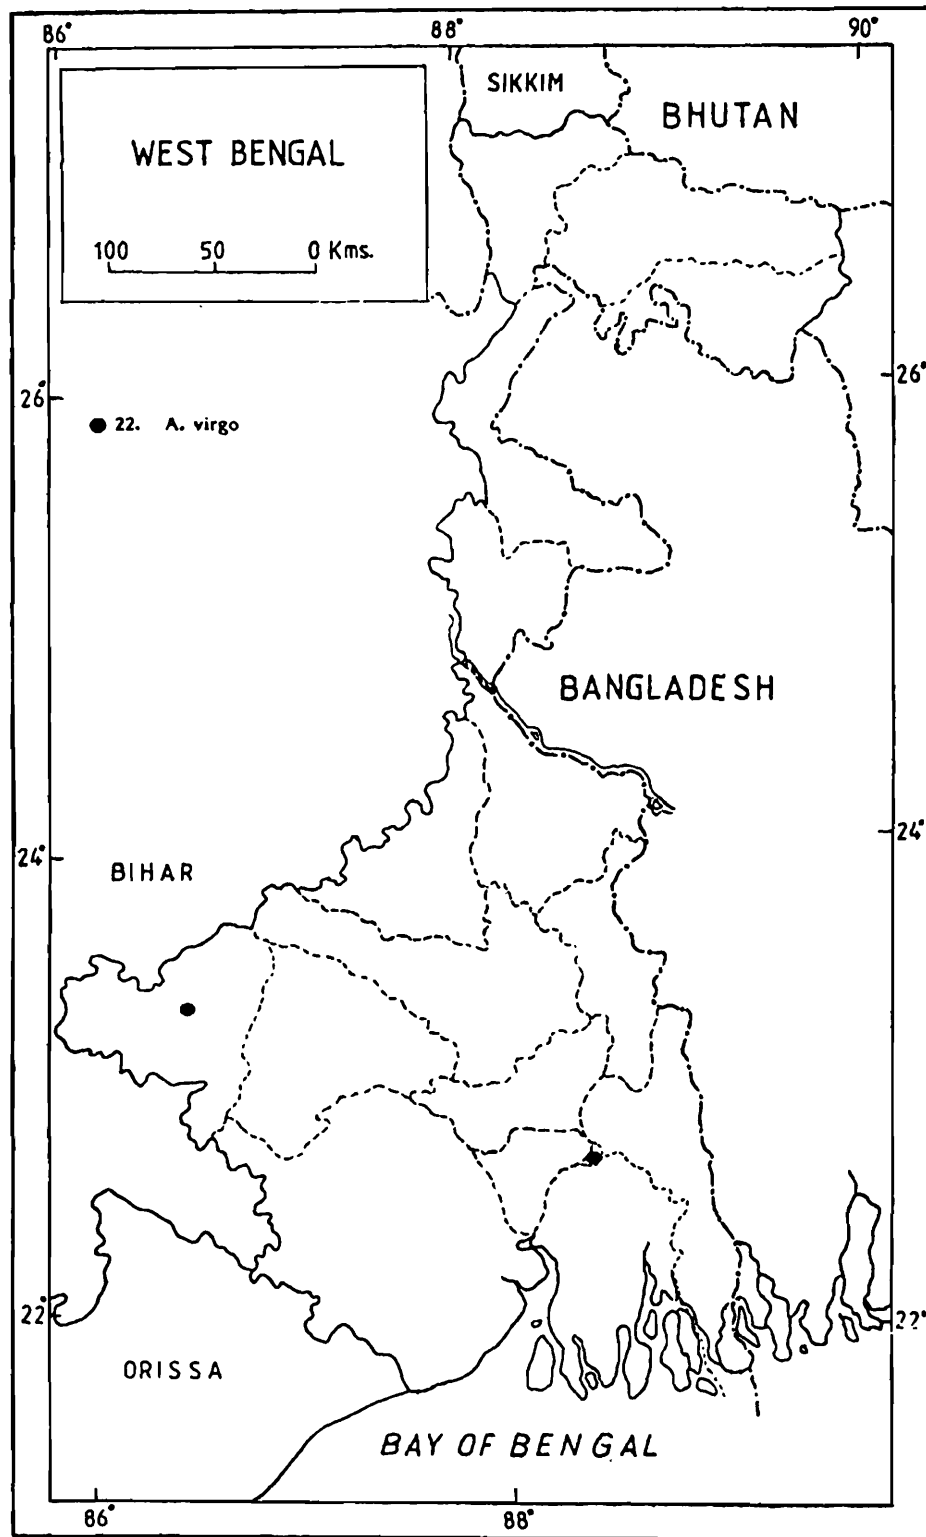 86° 88° 90°
SIKKIM
BHUTAN
WEST BENGAL
100 50 0 Kms.
26° 26°
● 22. A. virgo
BANGLADESH
24° 24°
BIHAR
22° 22°
ORISSA
BAY OF BENGAL
86° 88°